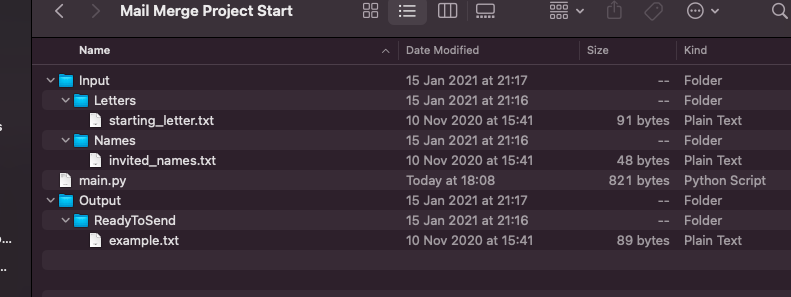 Mail Merge Project Start
Name Date Modified Size Kind
Input 15 Jan 2021 at 21:17 -- Folder
Letters 15 Jan 2021 at 21:16 -- Folder
starting_letter.txt 10 Nov 2020 at 15:41 91 bytes Plain Text
Names 15 Jan 2021 at 21:16 -- Folder
invited_names.txt 10 Nov 2020 at 15:41 48 bytes Plain Text
main.py Today at 18:08 821 bytes Python Script
Output 15 Jan 2021 at 21:17 -- Folder
ReadyToSend 15 Jan 2021 at 21:16 -- Folder
o...
example.txt 10 Nov 2020 at 15:41 89 bytes Plain Text
...